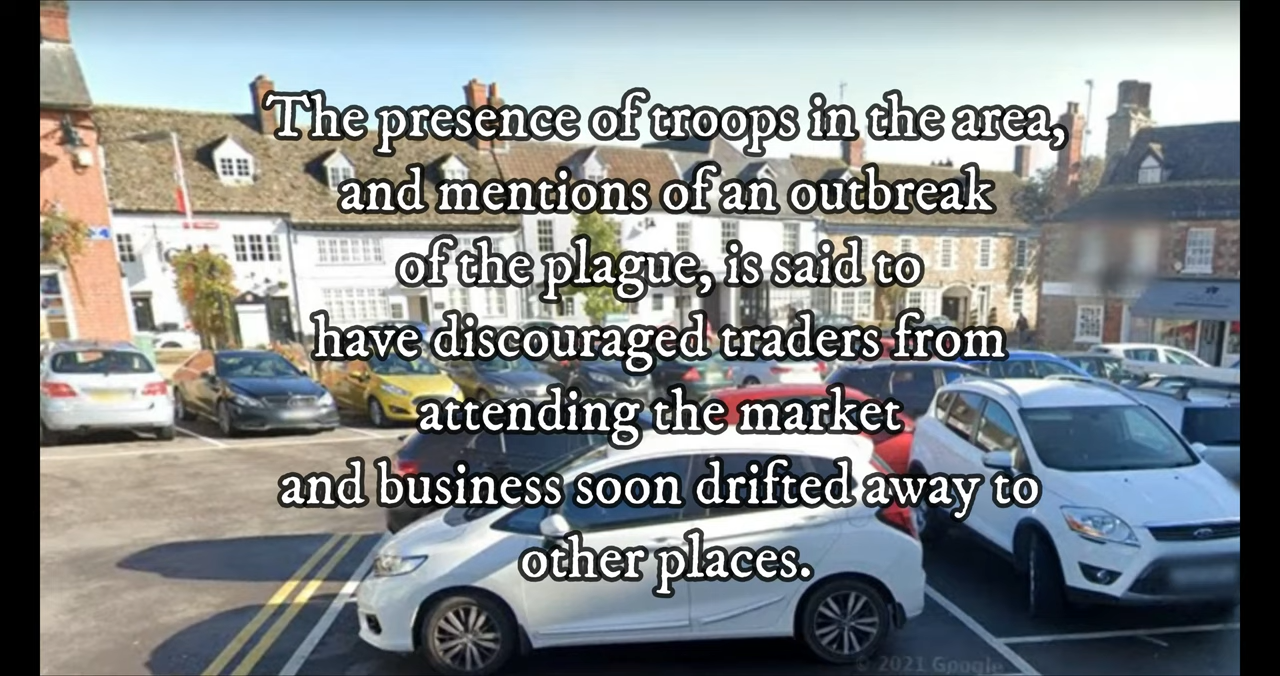 The presence of troops in the area,
and mentions of an outbreak
of the plague, is said to
have discouraged traders from
attending the market
and business soon drifted away to
other places.
© 2021 Google